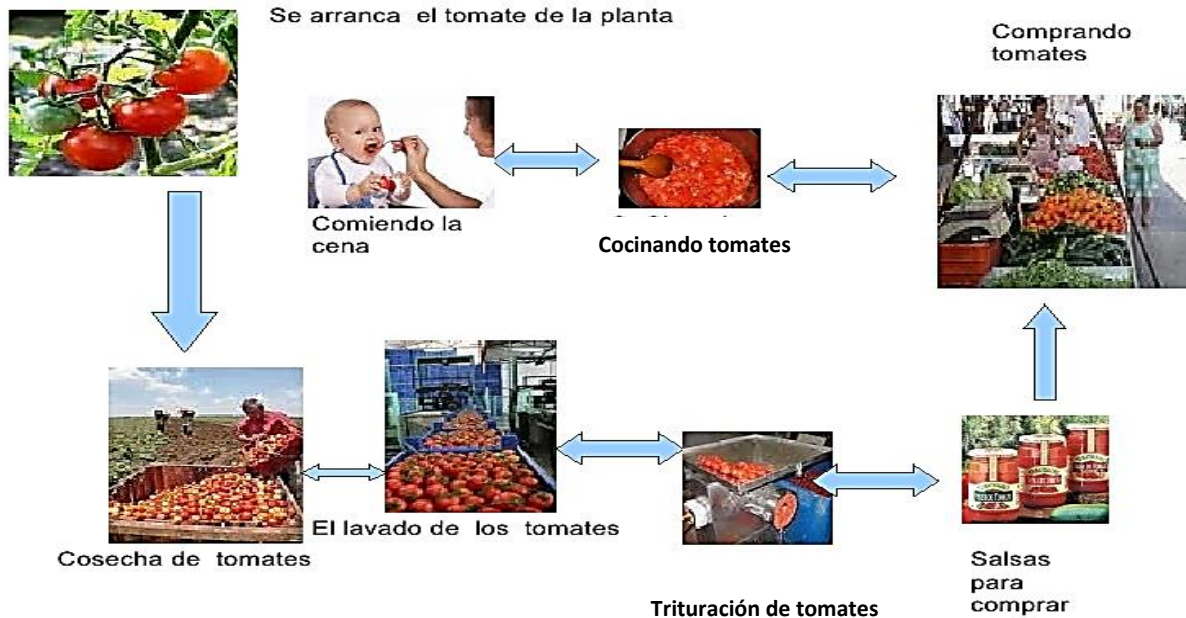 Se arranca el tomate de la planta
Comprando
tomates
Comiendo la
cena
Cocinando tomates
El lavado de los tomates
Cosecha de tomates
Salsas
para
comprar
Trituración de tomates